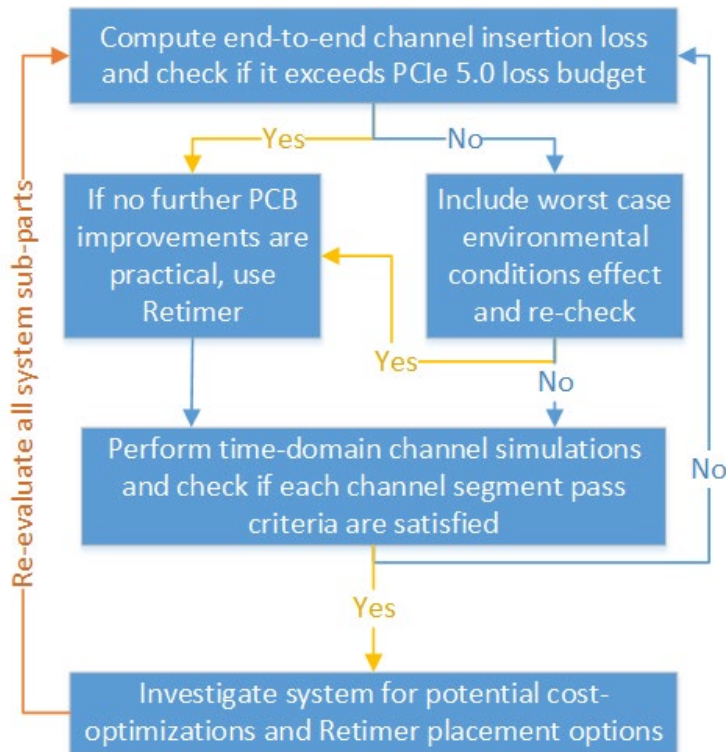 Compute end-to-end channel insertion loss
and check if it exceeds PCIe 5.0 loss budget
Yes
No
If no further PCB
improvements are
practical, use
Retimer
Include worst case
environmental
conditions effect
and re-check
Yes
No
Perform time-domain channel simulations
and check if each channel segment pass
criteria are satisfied
No
Yes
Investigate system for potential cost-
optimizations and Retimer placement options
Re-evaluate all system sub-parts